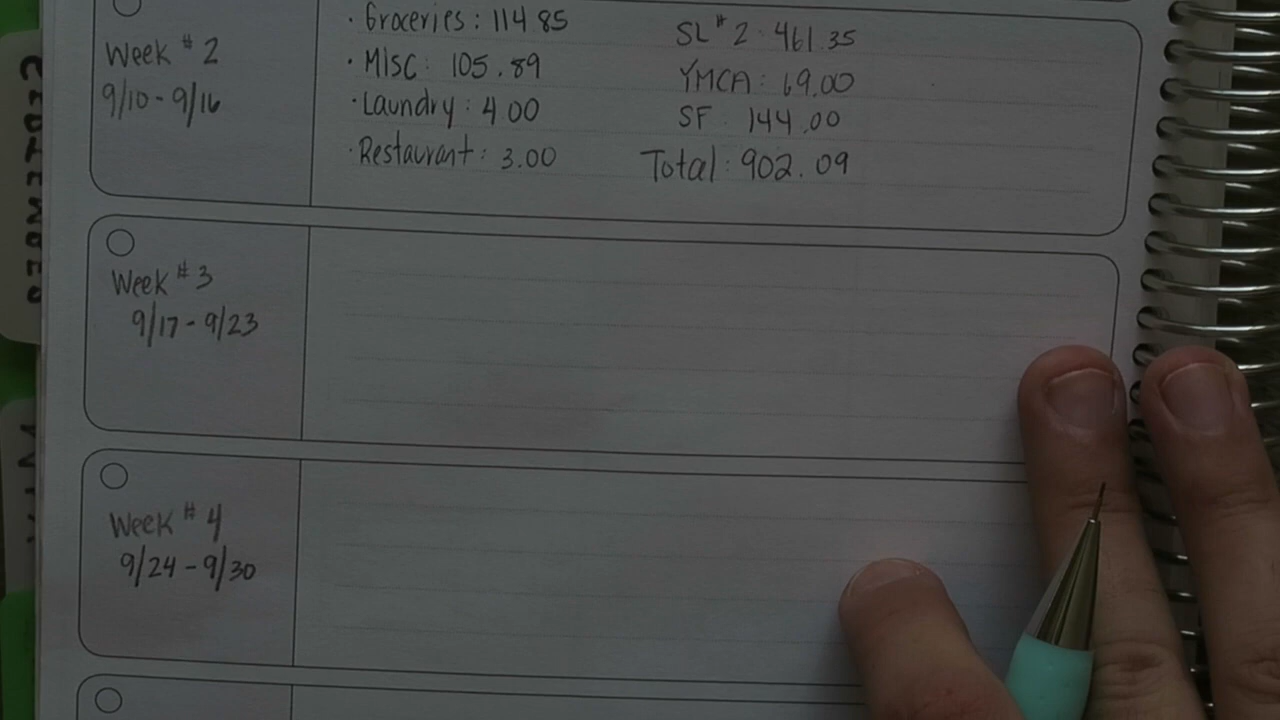 Week # 2
9/10 - 9/16
• Groceries: 114 85
• Misc: 105.89
• Laundry: 4 00
• Restaurant: 3.00
SL # 2 461 35
YMCA: 69.00
SF 144.00
Total: 902.09
Week # 3
9/17 - 9/23
Week # 4
9/24 - 9/30
SEPTEMBER